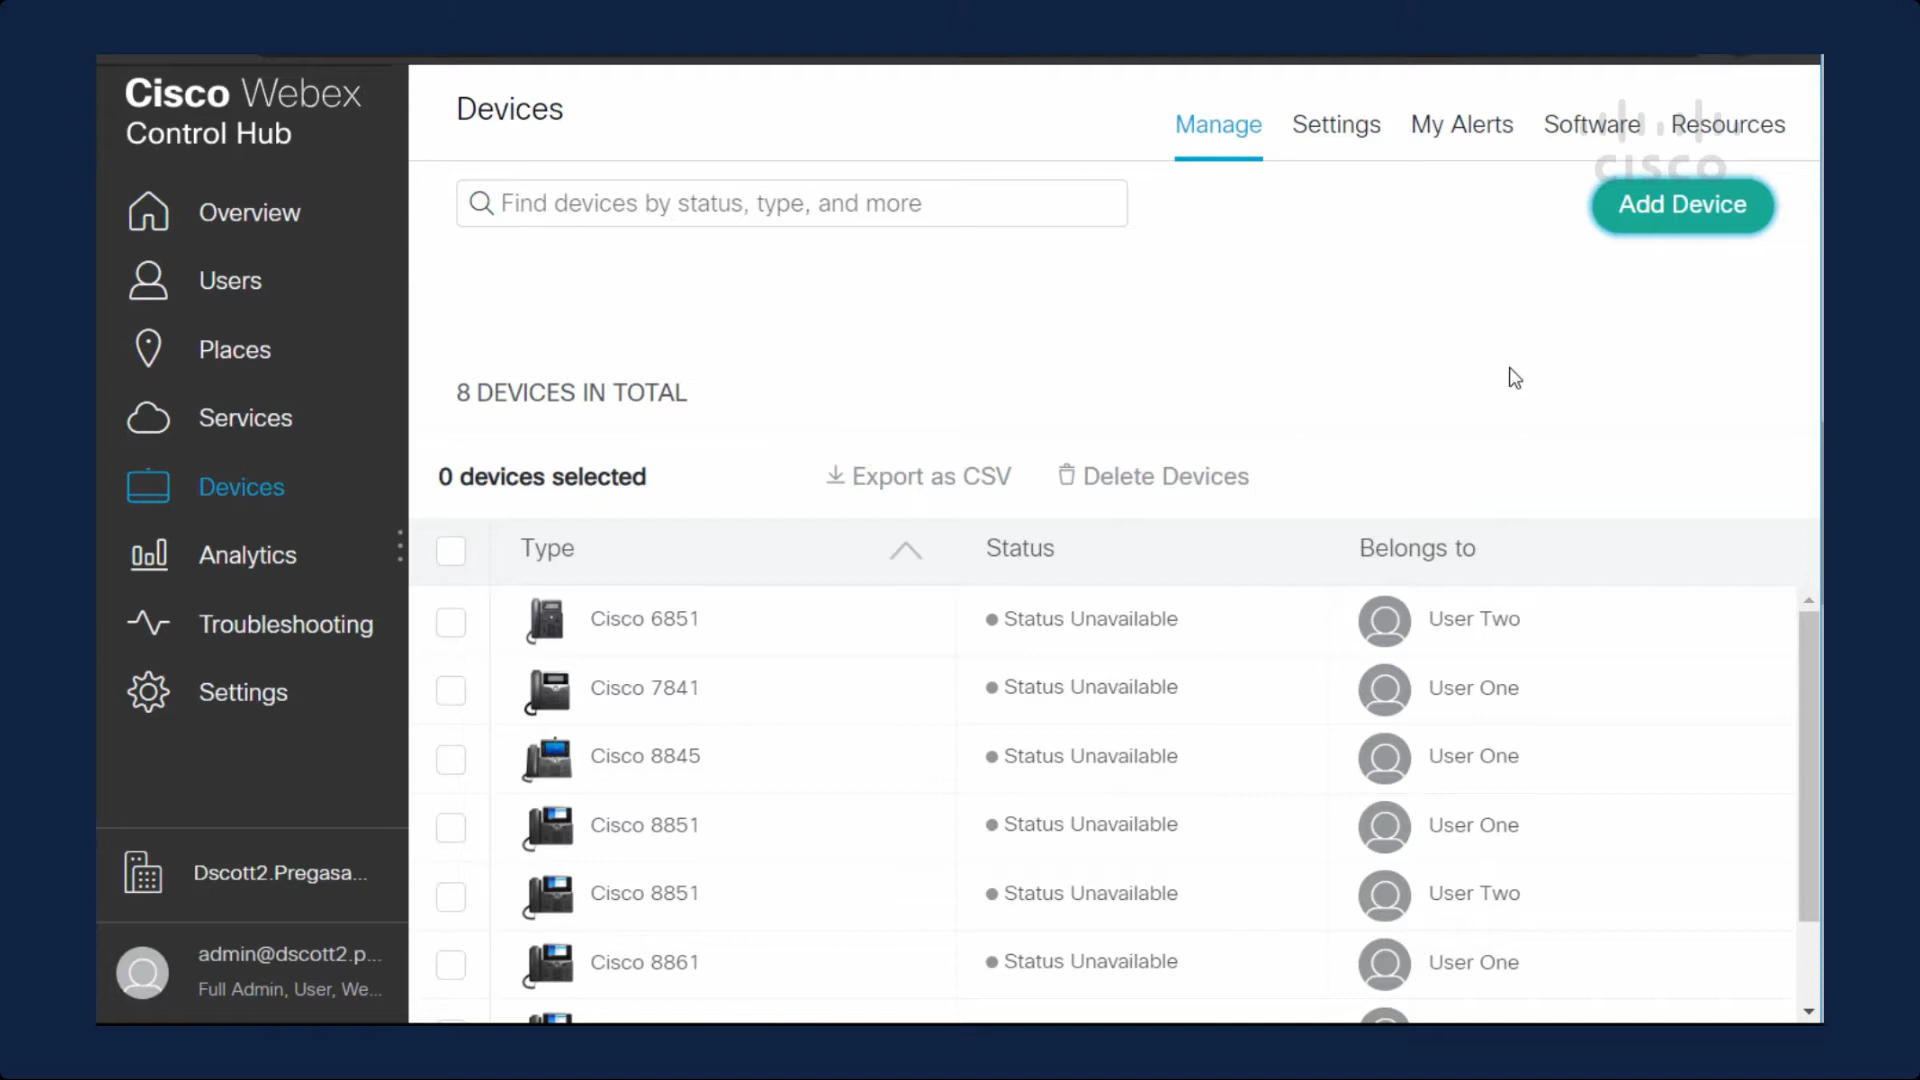 Cisco Webex
Control Hub
Overview
Users
Places
Services
Devices
Analytics
Troubleshooting
Settings
Dscott2.Pregasa...
admin@dscott2.p...
Full Admin, User, We...
Devices
Manage
Settings
My Alerts
Software
Resources
CISCO
Find devices by status, type, and more
Add Device
8 DEVICES IN TOTAL
0 devices selected
Export as CSV
Delete Devices
Type Status Belongs to
Cisco 6851 Status Unavailable User Two
Cisco 7841 Status Unavailable User One
Cisco 8845 Status Unavailable User One
Cisco 8851 Status Unavailable User One
Cisco 8851 Status Unavailable User Two
Cisco 8861 Status Unavailable User One